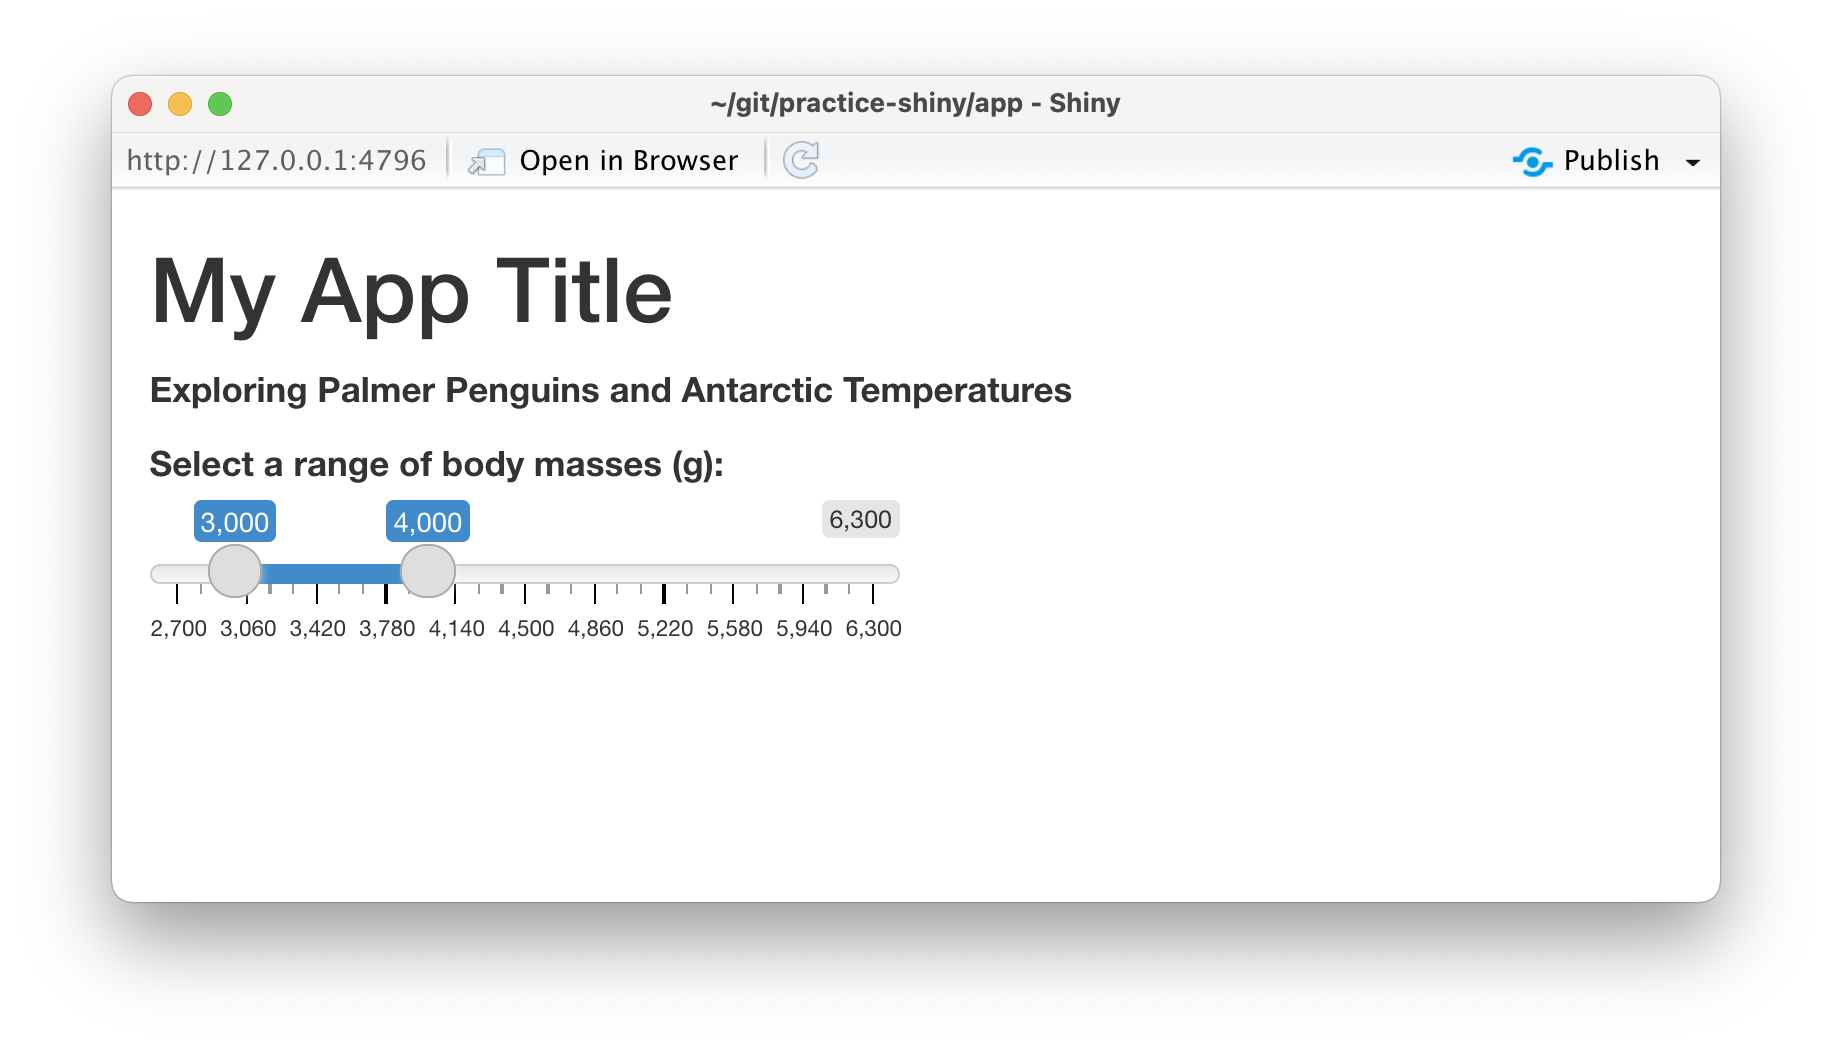 ~/git/practice-shiny/app - Shiny
http://127.0.0.1:4796 Open in Browser Publish
My App Title
Exploring Palmer Penguins and Antarctic Temperatures
Select a range of body masses (g):
3,000 4,000 6,300
2,700 3,060 3,420 3,780 4,140 4,500 4,860 5,220 5,580 5,940 6,300